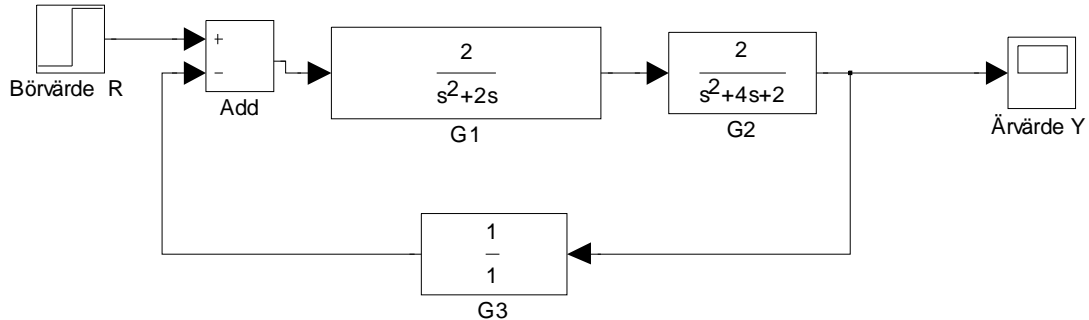 +
−
2
s²+2s
2
s²+4s+2
Börvärde R
Add
G1
G2
Ärvärde Y
1
1
G3